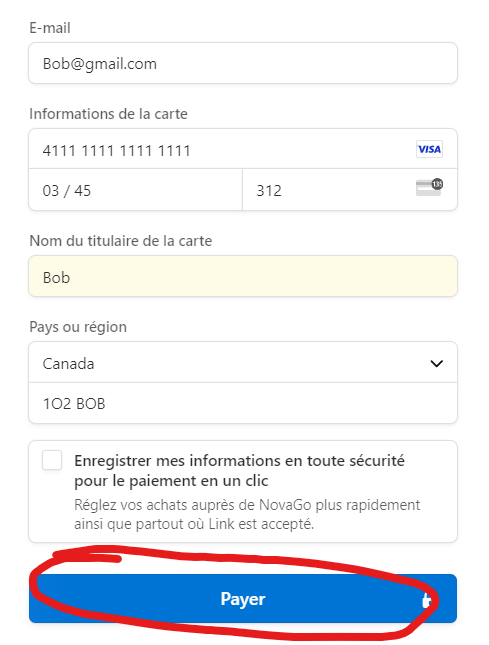 E-mail
Bob@gmail.com
Informations de la carte
4111 1111 1111 1111 VISA
03 / 45 312 135
Nom du titulaire de la carte
Bob
Pays ou région
Canada
1O2 BOB
Enregistrer mes informations en toute sécurité
pour le paiement en un clic
Réglez vos achats auprès de NovaGo plus rapidement
ainsi que partout où Link est accepté.
Payer